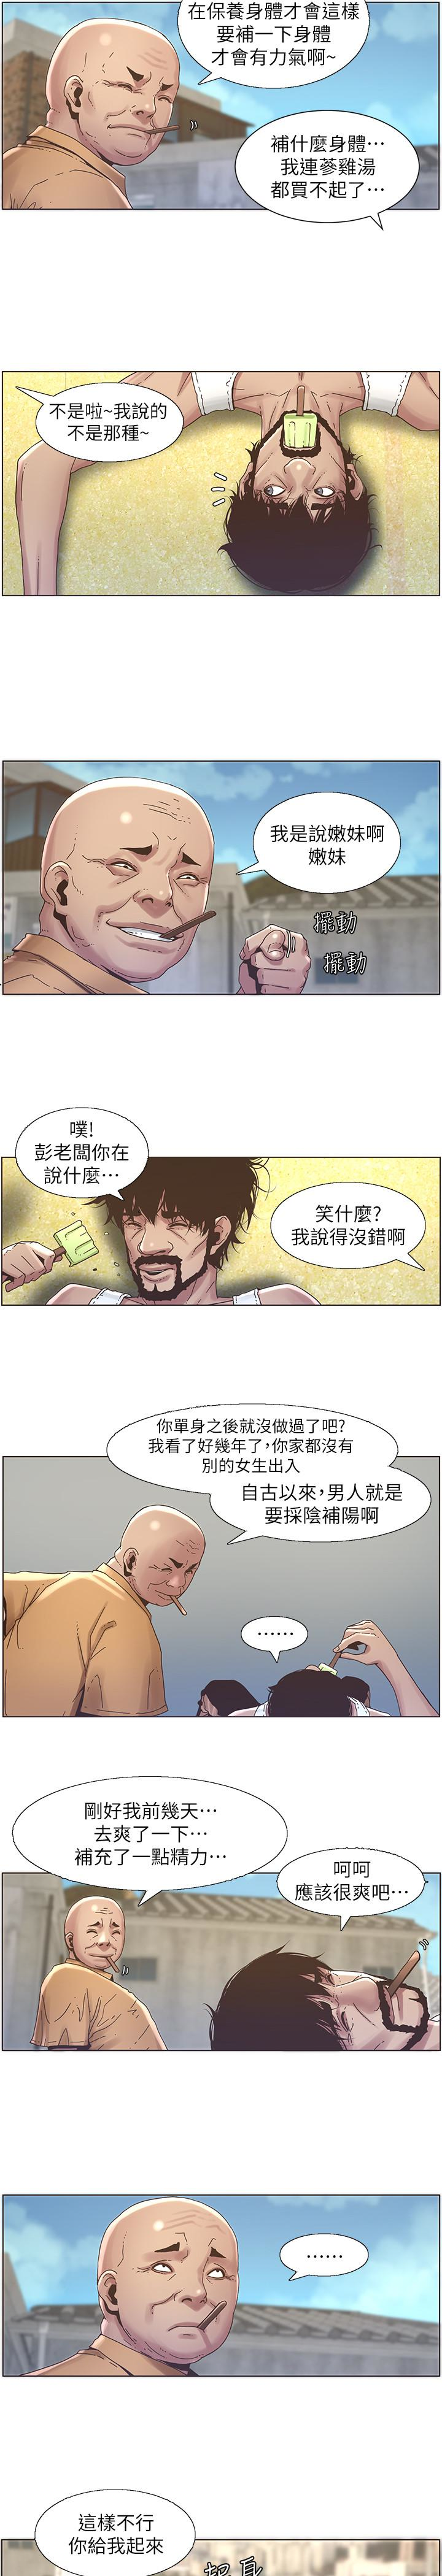 在保養身體才會這樣
要補一下身體
才會有力氣啊~
補什麼身體…
我連蔘雞湯
都買不起了…
不是啦~我說的
不是那種~
我是說嫩妹啊
嫩妹
擺動
擺動
噗!
彭老闆你在
說什麼…
笑什麼?
我說得沒錯啊
你單身之後就沒做過了吧?
我看了好幾年了,你家都沒有
別的女生出入
自古以來,男人就是
要採陰補陽啊
……
剛好我前幾天…
去爽了一下…
補充了一點精力…
呵呵
應該很爽吧…
……
這樣不行
你給我起來
起身